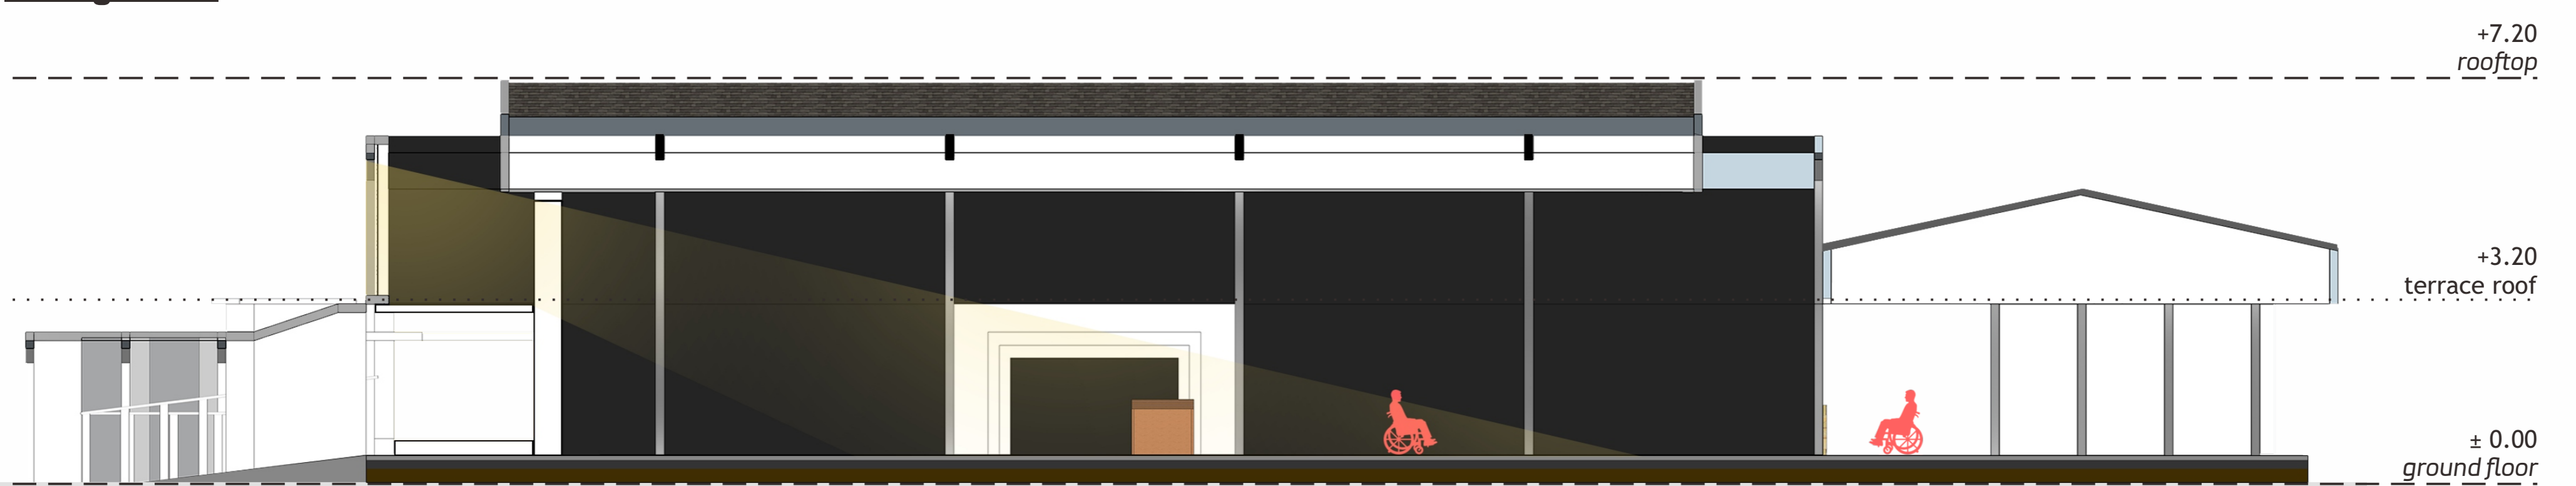 +7.20
rooftop
+3.20
terrace roof
± 0.00
ground floor